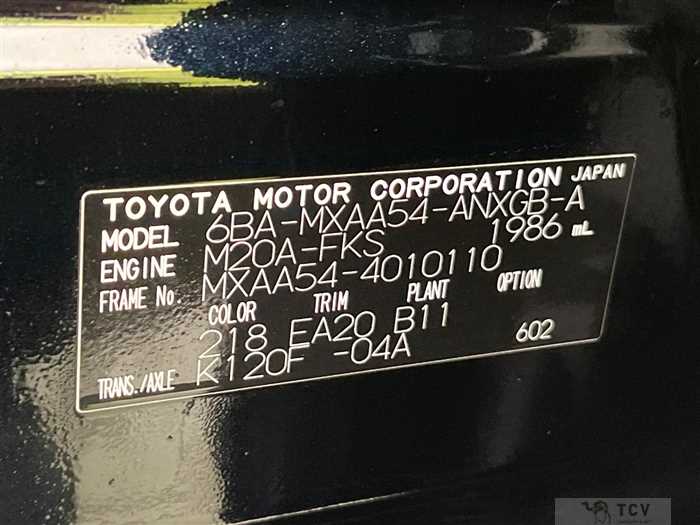 TOYOTA MOTOR CORPORATION JAPAN
MODEL 6BA-MXAA54-ANXGB-A
ENGINE M20A-FKS 1986 mL
FRAME No. MXAA54-4010110
COLOR TRIM PLANT OPTION
218 EA20 B11
TRANS./AXLE K120F -04A 602
TCV